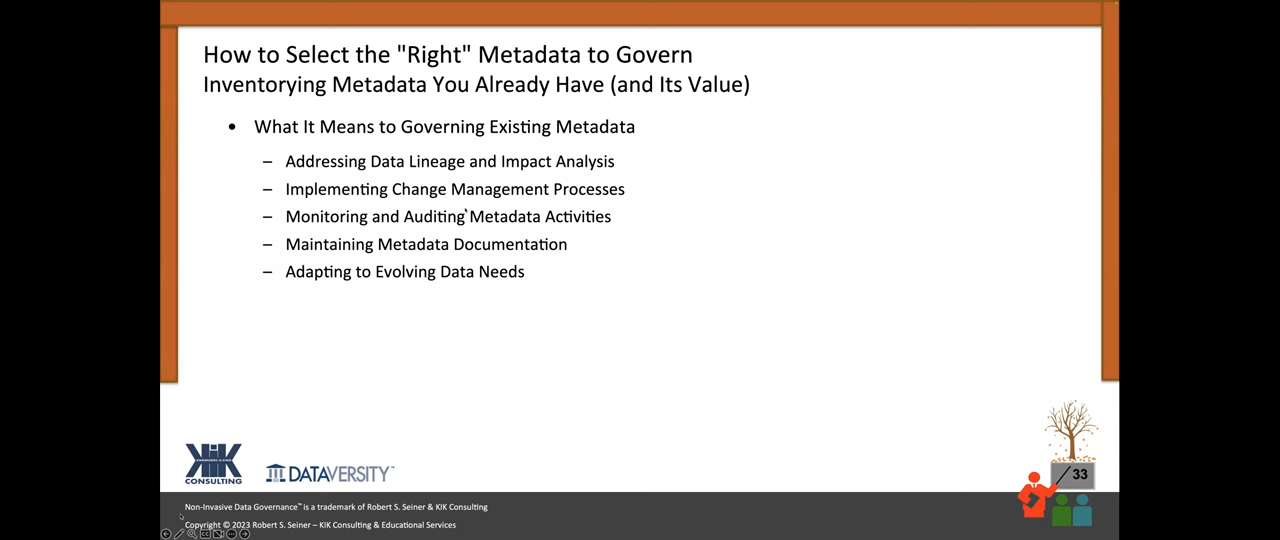 How to Select the "Right" Metadata to Govern
Inventorying Metadata You Already Have (and Its Value)
• What It Means to Governing Existing Metadata
– Addressing Data Lineage and Impact Analysis
– Implementing Change Management Processes
– Monitoring and Auditing Metadata Activities
– Maintaining Metadata Documentation
– Adapting to Evolving Data Needs
KIK
CONSULTING
DATAVERSITY™
/ 33
Non-Invasive Data Governance™ is a trademark of Robert S. Seiner & KIK Consulting
Copyright © 2023 Robert S. Seiner – KIK Consulting & Educational Services